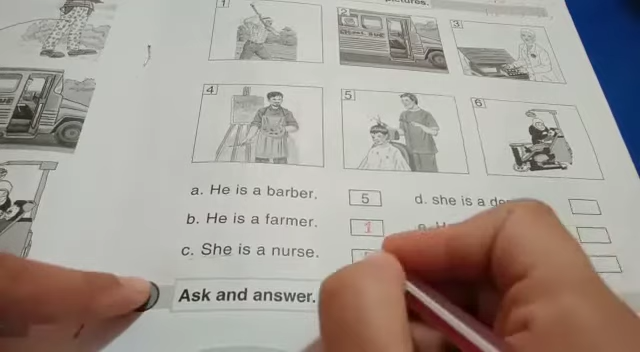 pictures.
1
2
3
4
5
6
a. He is a barber. 5
d. she is a
b. He is a farmer. 1
c. She is a nurse.
Ask and answer.